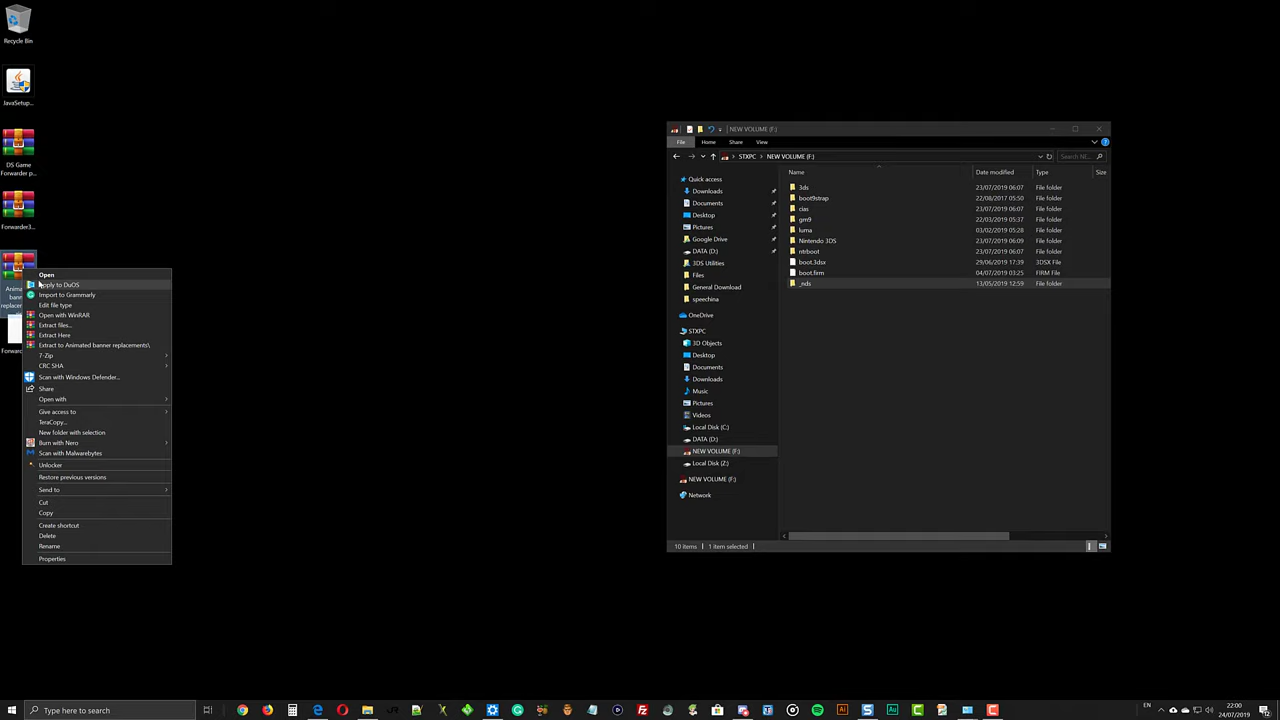 Recycle Bin
JavaSetup...
DS Game
Forwarder p...
Forwarder3...
Anima
bann
replacem
Forward
Open
Apply to DuOS
Import to Grammarly
Edit file type
Open with WinRAR
Extract files...
Extract Here
Extract to Animated banner replacements\
7-Zip
CRC SHA
Scan with Windows Defender...
Share
Open with
Give access to
TeraCopy...
New folder with selection
Burn with Nero
Scan with Malwarebytes
Unlocker
Restore previous versions
Send to
Cut
Copy
Create shortcut
Delete
Rename
Properties
NEW VOLUME (F:)
File Home Share View
STXPC NEW VOLUME (F:) Search NE...
Name Date modified Type Size
Quick access
Downloads
Documents
Desktop
Pictures
Google Drive
DATA (D:)
3DS Utilities
Files
General Download
speechina
OneDrive
STXPC
3D Objects
Desktop
Documents
Downloads
Music
Pictures
Videos
Local Disk (C:)
DATA (D:)
NEW VOLUME (F:)
Local Disk (Z:)
NEW VOLUME (F:)
Network
3ds 23/07/2019 06:07 File folder
boot9strap 22/08/2017 05:50 File folder
cias 23/07/2019 06:07 File folder
gm9 22/03/2019 05:37 File folder
luma 03/02/2019 05:28 File folder
Nintendo 3DS 23/07/2019 06:07 File folder
ntrboot 23/07/2019 06:07 File folder
boot.3dsx 29/06/2019 17:39 3DSX File
boot.firm 04/07/2019 03:25 FIRM File
_nds 13/05/2019 12:59 File folder
10 items 1 item selected
Type here to search
EN
22:00
24/07/2019